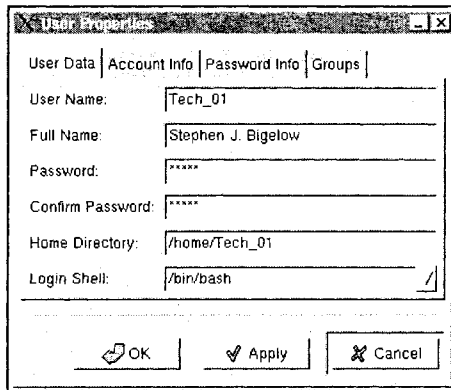 User Properties
User Data Account Info Password Info Groups
User Name: Tech_01
Full Name: Stephen J. Bigelow
Password: *****
Confirm Password: *****
Home Directory: /home/Tech_01
Login Shell: /bin/bash
OK Apply Cancel